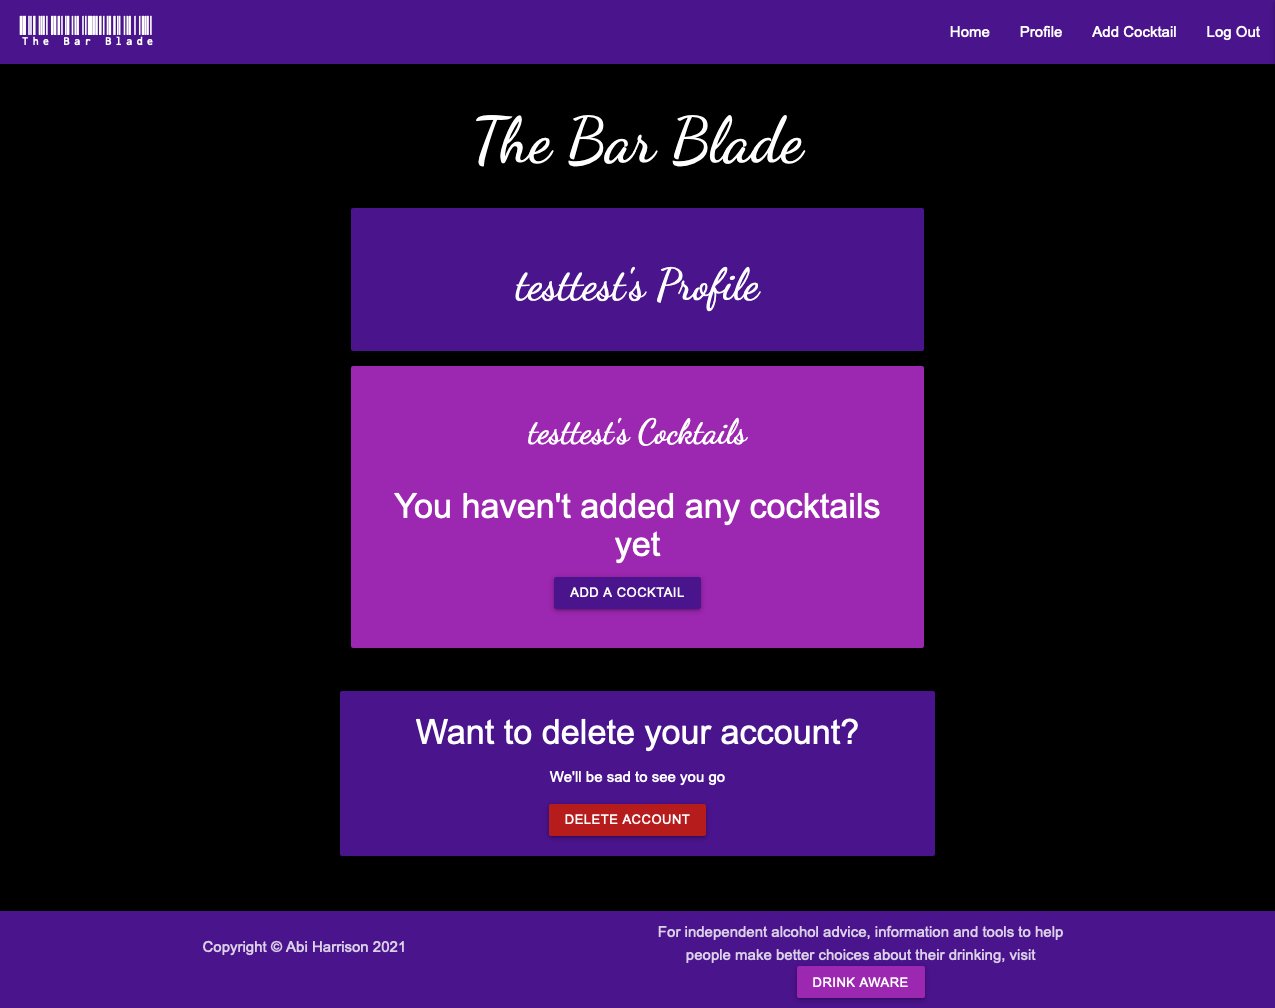 The Bar Blade
Home Profile Add Cocktail Log Out
The Bar Blade
testtest's Profile
testtest's Cocktails
You haven't added any cocktails
yet
ADD A COCKTAIL
Want to delete your account?
We'll be sad to see you go
DELETE ACCOUNT
Copyright © Abi Harrison 2021
For independent alcohol advice, information and tools to help
people make better choices about their drinking, visit
DRINK AWARE